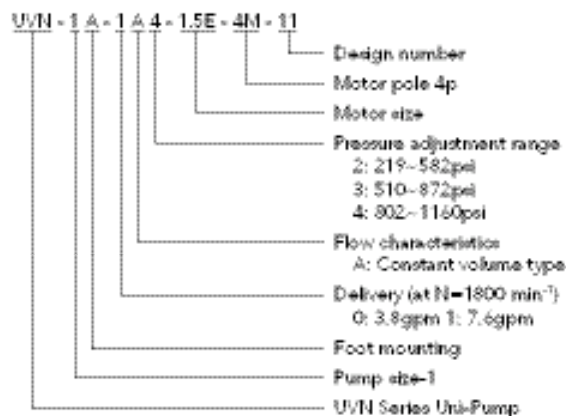 UVN - 1 A - 1 A 4 - 1.5E - 4M - 11
Design number
Motor pole 4p
Motor size
Pressure adjustment range
2: 219~582psi
3: 510~872psi
4: 802~1160psi
Flow characteristics
A: Constant volume type
Delivery (at N=1800 min⁻¹)
0: 3.8gpm 1: 7.6gpm
Foot mounting
Pump size-1
UVN Series Uni-Pump